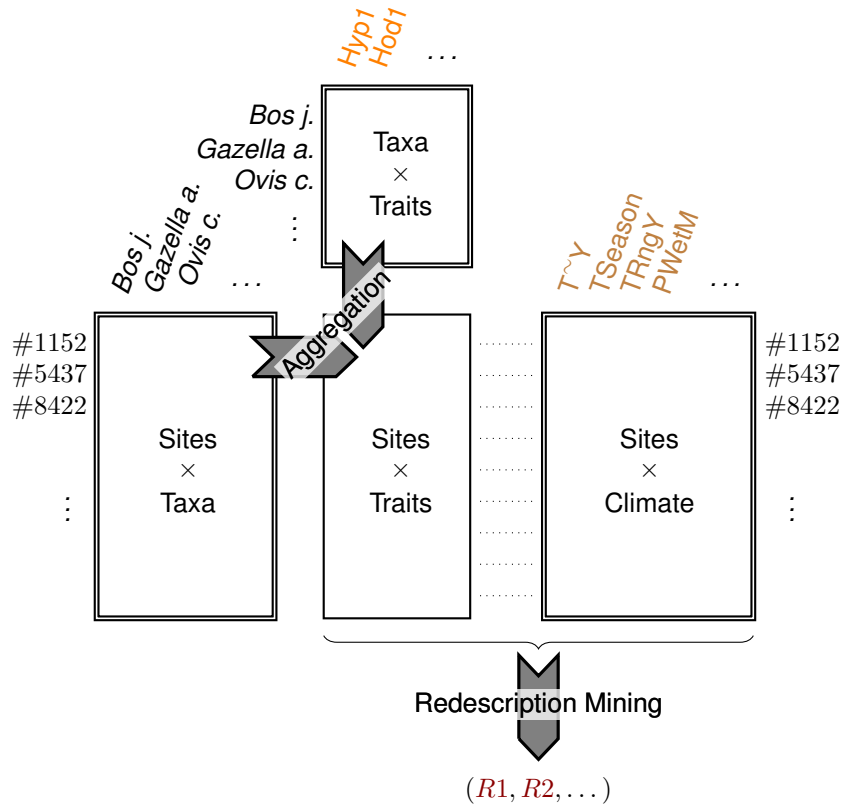 Hyp1
Hod1
...
Bos j.
Gazella a.
Ovis c.
⋮
Taxa
×
Traits
Bos j.
Gazella a.
Ovis c.
...
T~Y
TSeason
TRngY
PWetM
...
Aggregation
#1152
#5437
#8422
⋮
Sites
×
Taxa
Sites
×
Traits
Sites
×
Climate
#1152
#5437
#8422
⋮
Redescription Mining
(R1, R2, . . . )